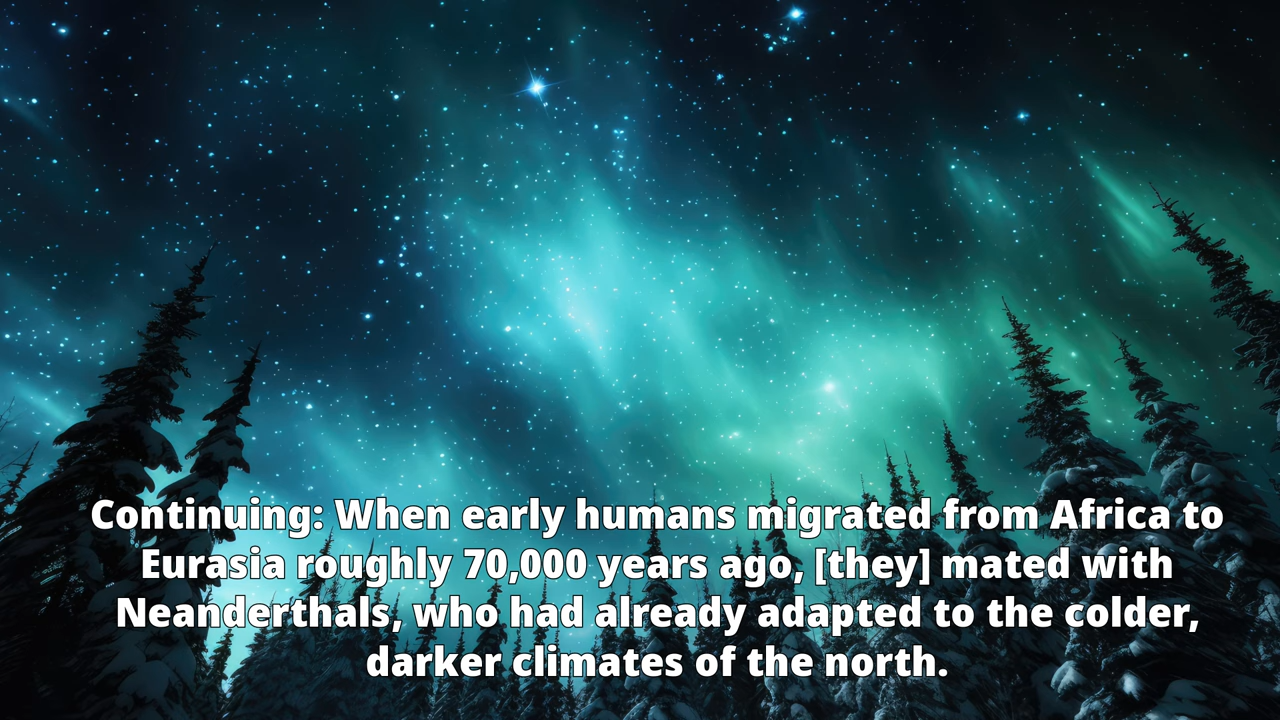 Continuing: When early humans migrated from Africa to
Eurasia roughly 70,000 years ago, [they] mated with
Neanderthals, who had already adapted to the colder,
darker climates of the north.